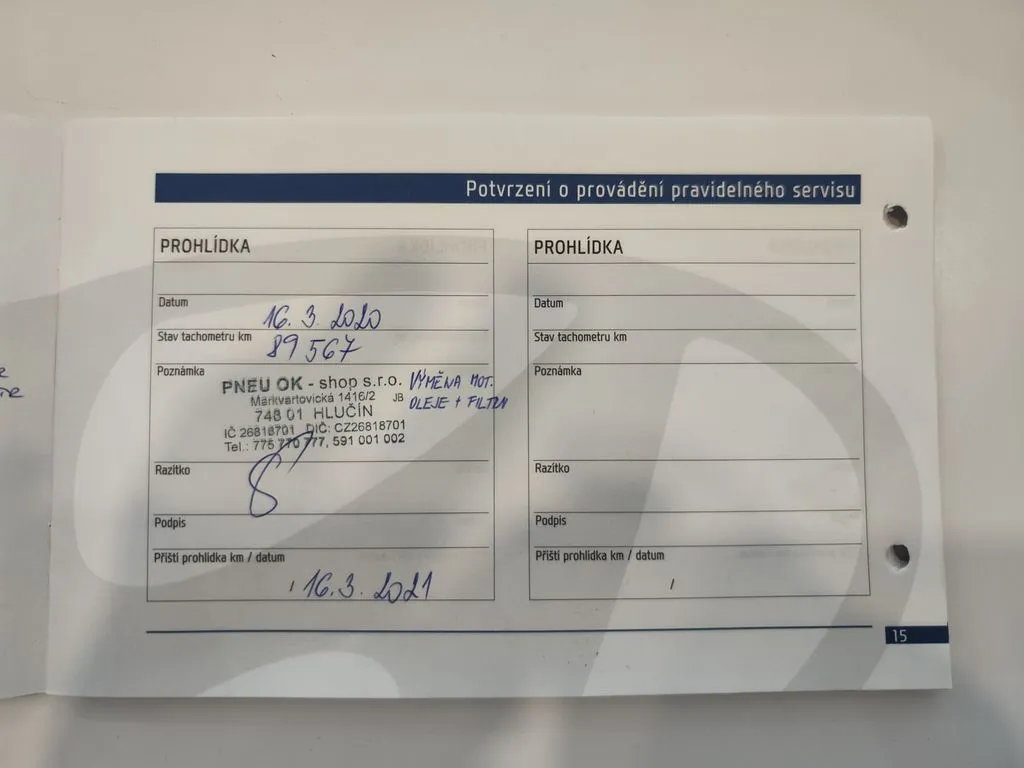 Potvrzení o provádění pravidelného servisu
PROHLÍDKA
Datum
16. 3 2020
Stav tachometru km
89 567
Poznámka
PNEU OK - shop s.r.o.
Markvartovická 1416/2 JB
748 01 HLUČÍN
IČ 26818701 DIČ: CZ26818701
Tel.: 775 770 777, 591 001 002
VÝMĚNA MOT.
OLEJE + FILTRŮ
Razítko
Podpis
Příští prohlídka km / datum
/ 16.3. 2021
PROHLÍDKA
Datum
Stav tachometru km
Poznámka
Razítko
Podpis
Příští prohlídka km / datum
/
15